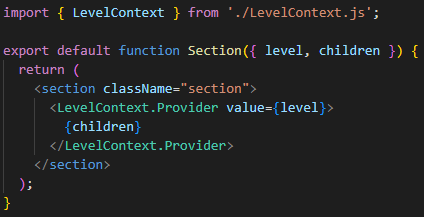 import { LevelContext } from './LevelContext.js';
export default function Section({ level, children }) {
  return (
    <section className="section">
      <LevelContext.Provider value={level}>
        {children}
      </LevelContext.Provider>
    </section>
  );
}